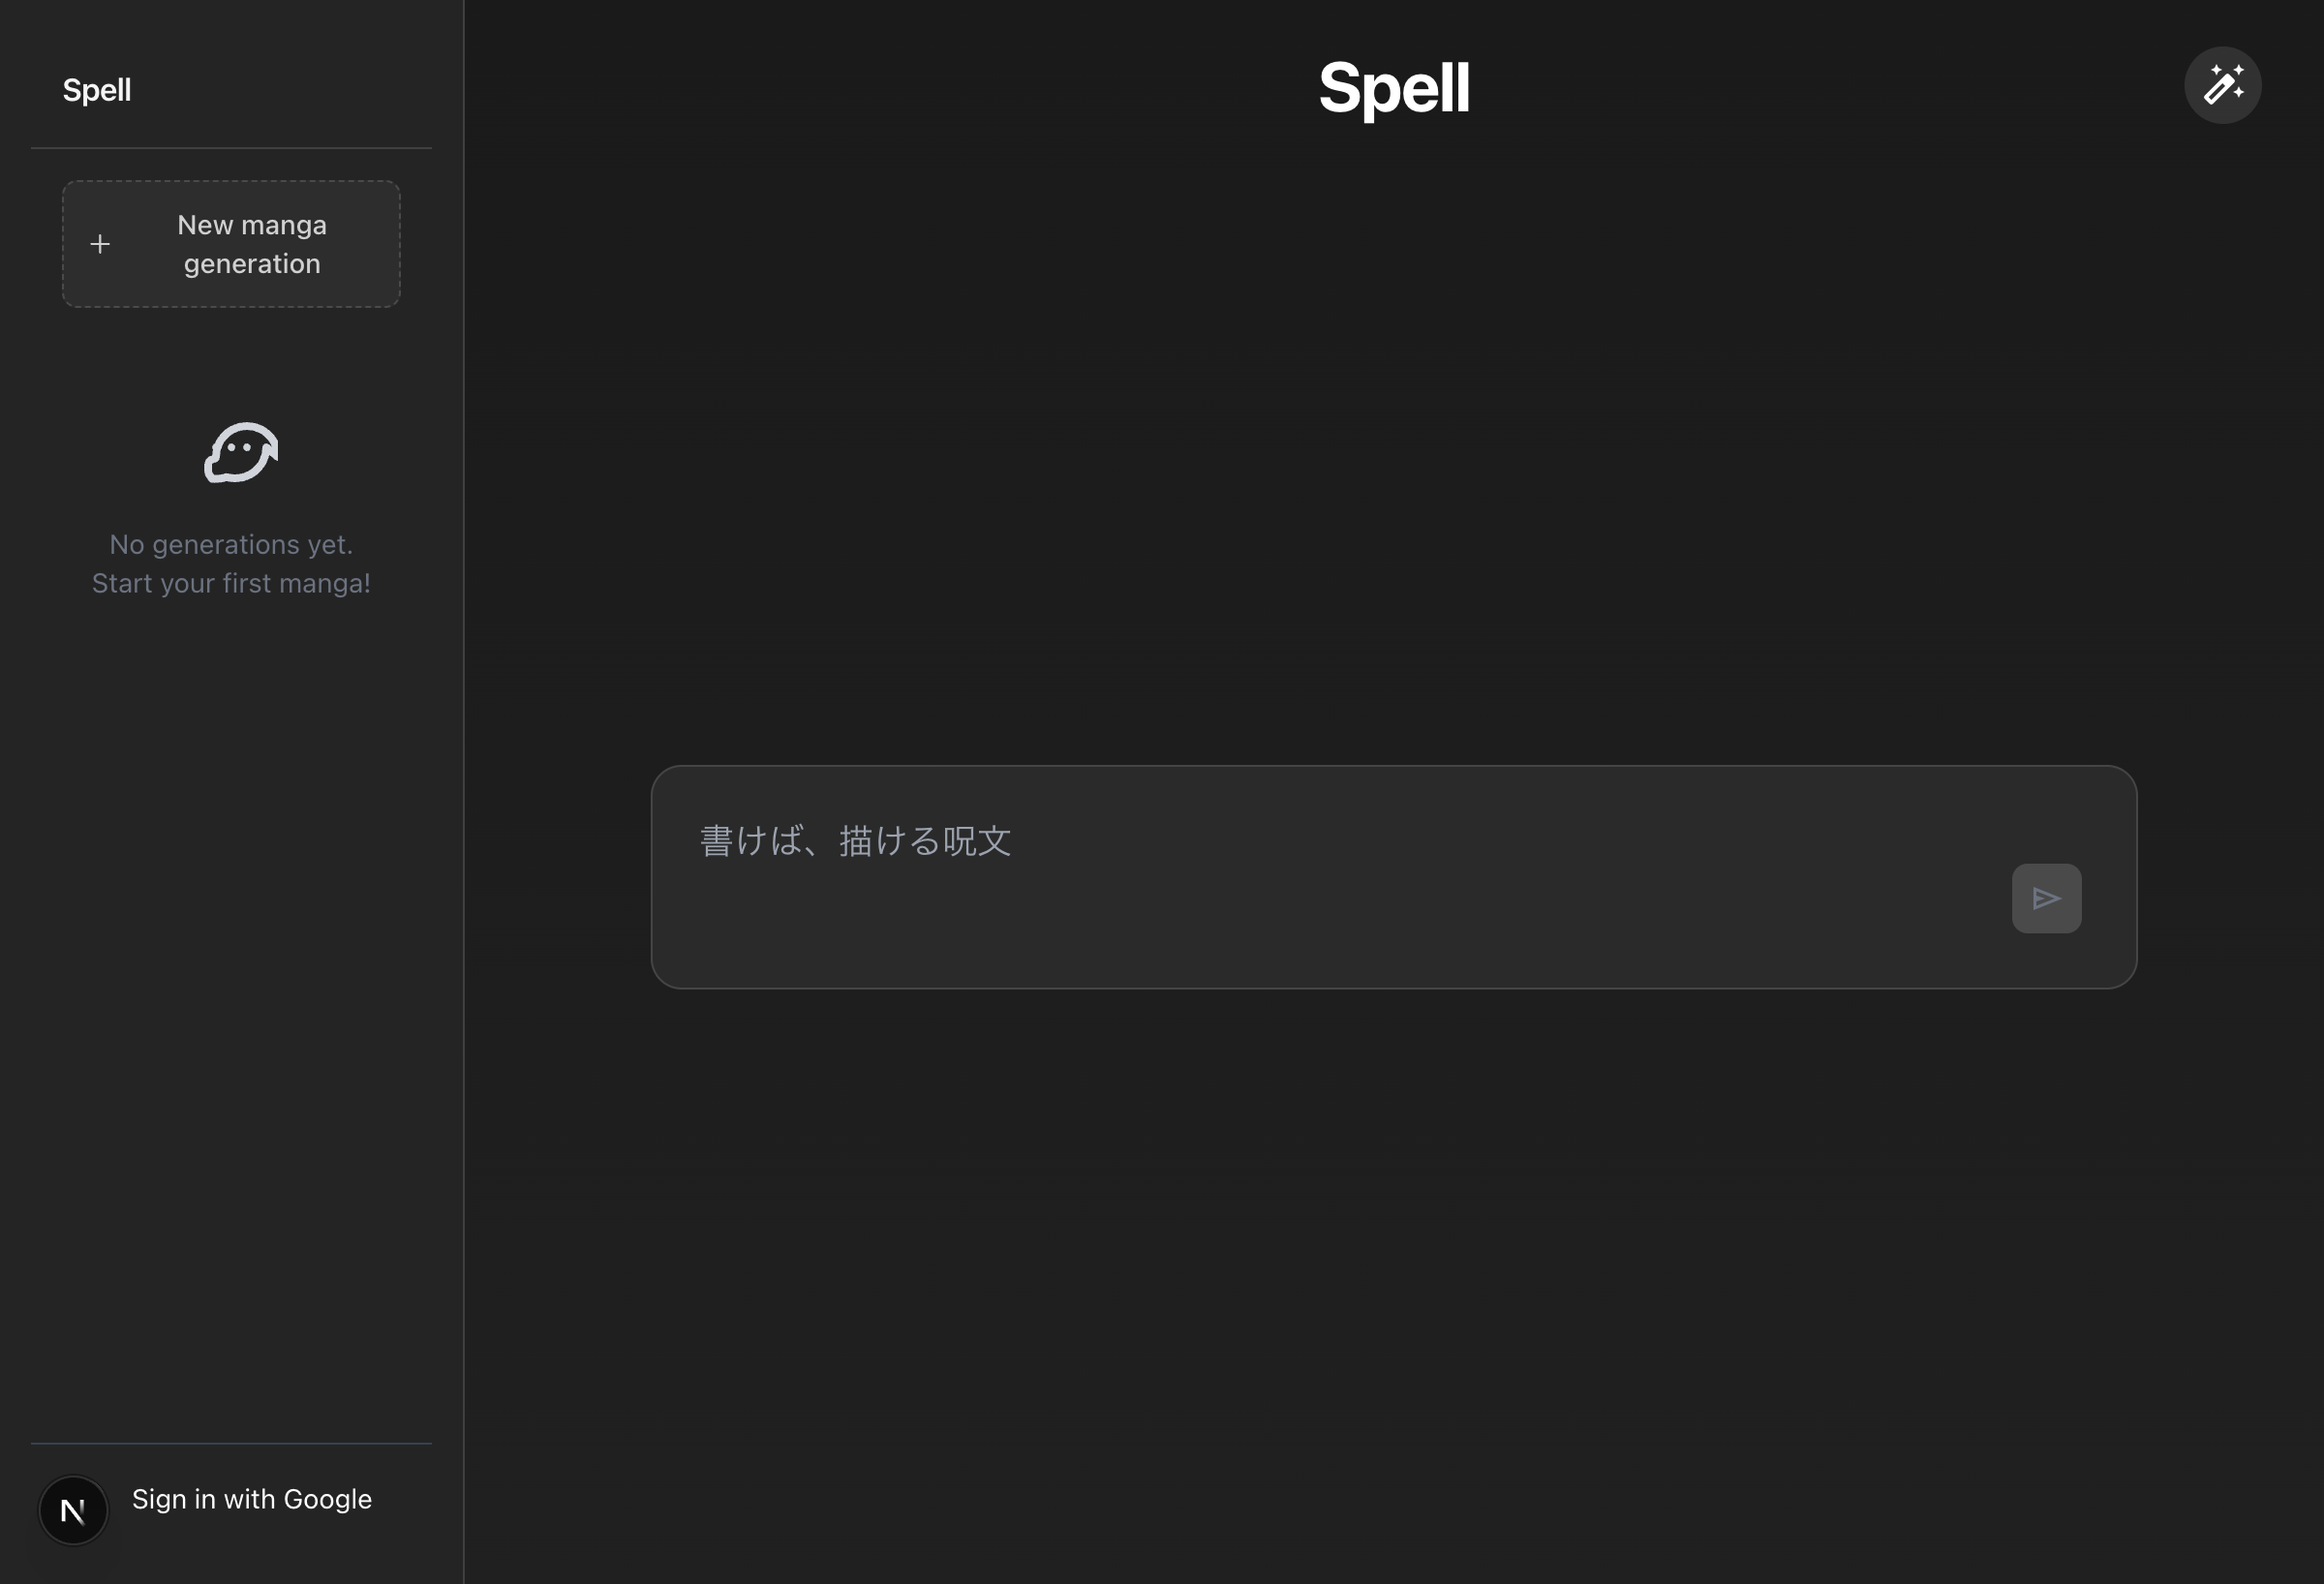 Spell
New manga
generation
No generations yet.
Start your first manga!
Sign in with Google
N
Spell
書けば、描ける呪文